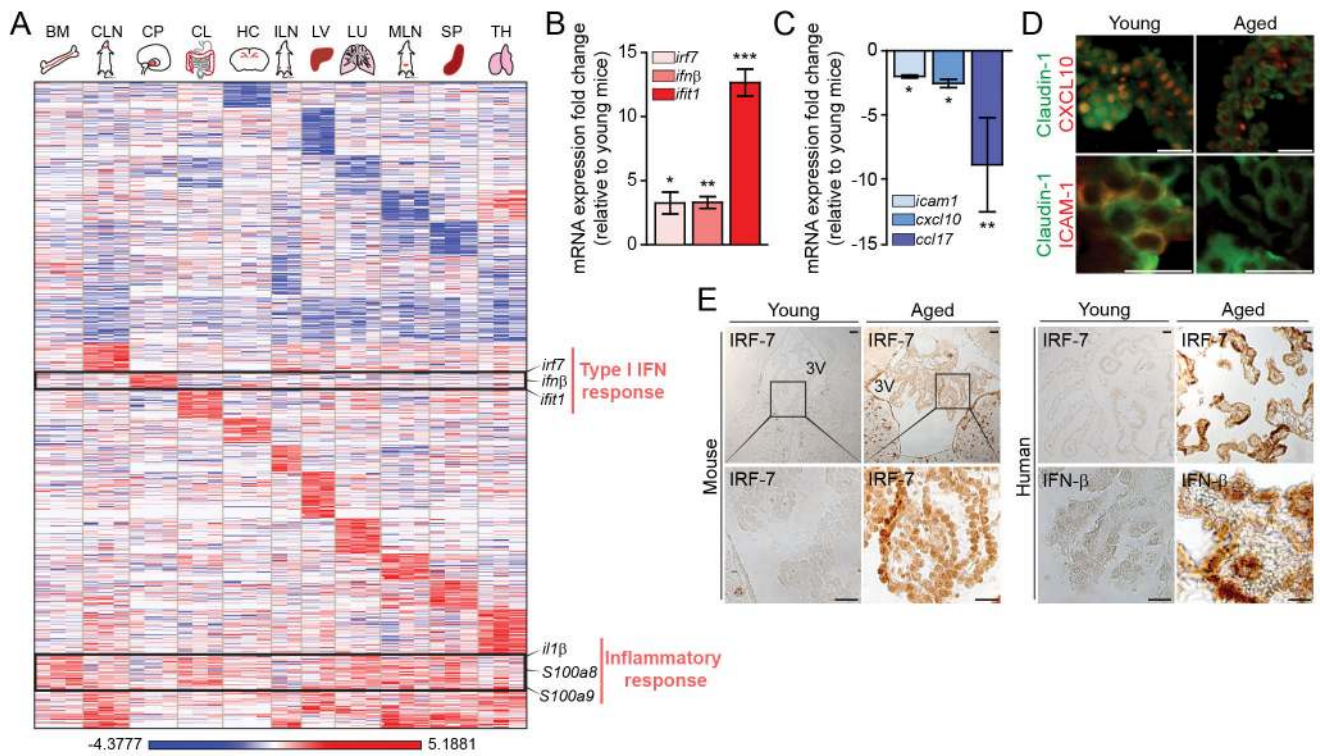 A
BM CLN CP CL HC ILN LV LU MLN SP TH
irf7
ifnβ
ifit1
Type I IFN
response
il1β
S100a8
S100a9
Inflammatory
response
-4.3777 5.1881
B
mRNA expression fold change
(relative to young mice)
15
10
5
0
irf7
ifnβ
ifit1
* ** ***
C
mRNA expression fold change
(relative to young mice)
0
-5
-10
-15
* * **
icam1
cxcl10
ccl17
D
Young Aged
Claudin-1
CXCL10
Claudin-1
ICAM-1
E
Young Aged
Mouse
IRF-7 IRF-7
3V 3V
IRF-7 IRF-7
Young Aged
Human
IRF-7 IRF-7
IFN-β IFN-β